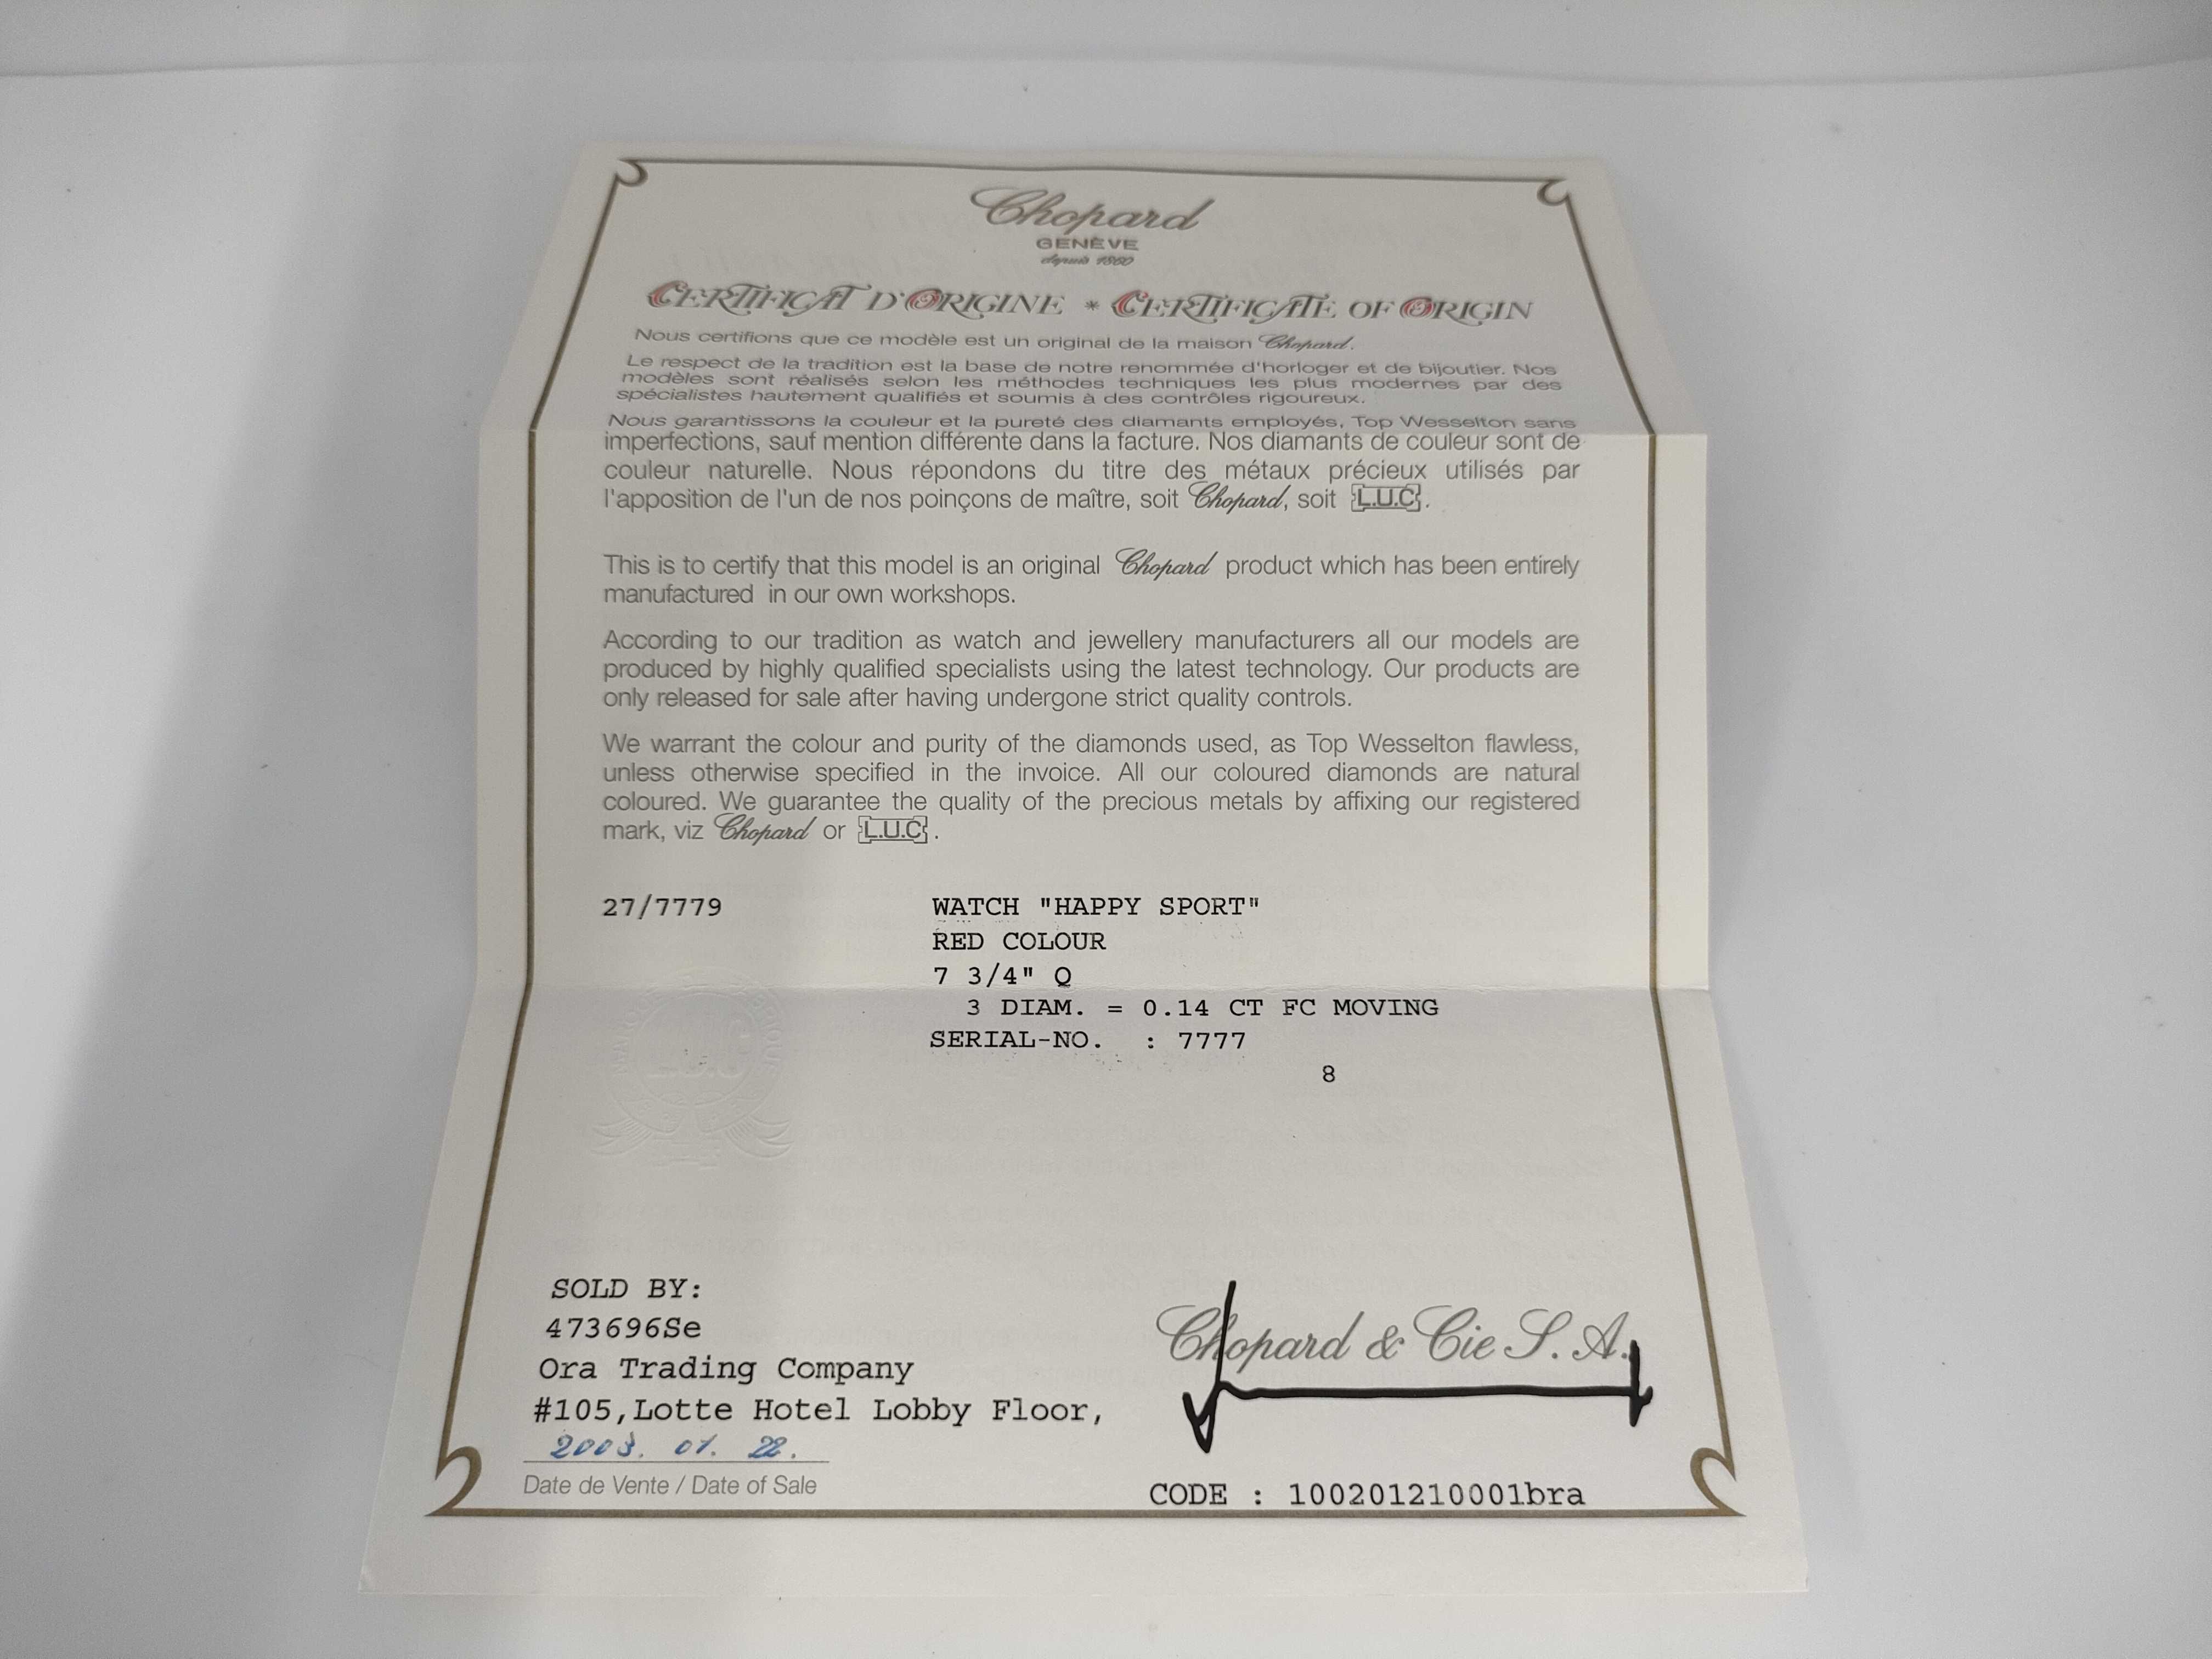 Chopard
GENÈVE
depuis 1860
CERTIFICAT D'ORIGINE * CERTIFICATE OF ORIGIN
Nous certifions que ce modèle est un original de la maison Chopard.
Le respect de la tradition est la base de notre renommée d'horloger et de bijoutier. Nos
modèles sont réalisés selon les méthodes techniques les plus modernes par des
spécialistes hautement qualifiés et soumis à des contrôles rigoureux.
Nous garantissons la couleur et la pureté des diamants employés, Top Wesselton sans
imperfections, sauf mention différente dans la facture. Nos diamants de couleur sont de
couleur naturelle. Nous répondons du titre des métaux précieux utilisés par
l'apposition de l'un de nos poinçons de maître, soit Chopard, soit L.U.C.
This is to certify that this model is an original Chopard product which has been entirely
manufactured in our own workshops.
According to our tradition as watch and jewellery manufacturers all our models are
produced by highly qualified specialists using the latest technology. Our products are
only released for sale after having undergone strict quality controls.
We warrant the colour and purity of the diamonds used, as Top Wesselton flawless,
unless otherwise specified in the invoice. All our coloured diamonds are natural
coloured. We guarantee the quality of the precious metals by affixing our registered
mark, viz Chopard or L.U.C.
27/7779 WATCH "HAPPY SPORT"
RED COLOUR
7 3/4" Q
3 DIAM. = 0.14 CT FC MOVING
SERIAL-NO. : 7777
8
SOLD BY:
473696Se
Ora Trading Company
#105,Lotte Hotel Lobby Floor,
2003. 01. 22.
Date de Vente / Date of Sale
Chopard & Cie S.A.
CODE : 100201210001bra